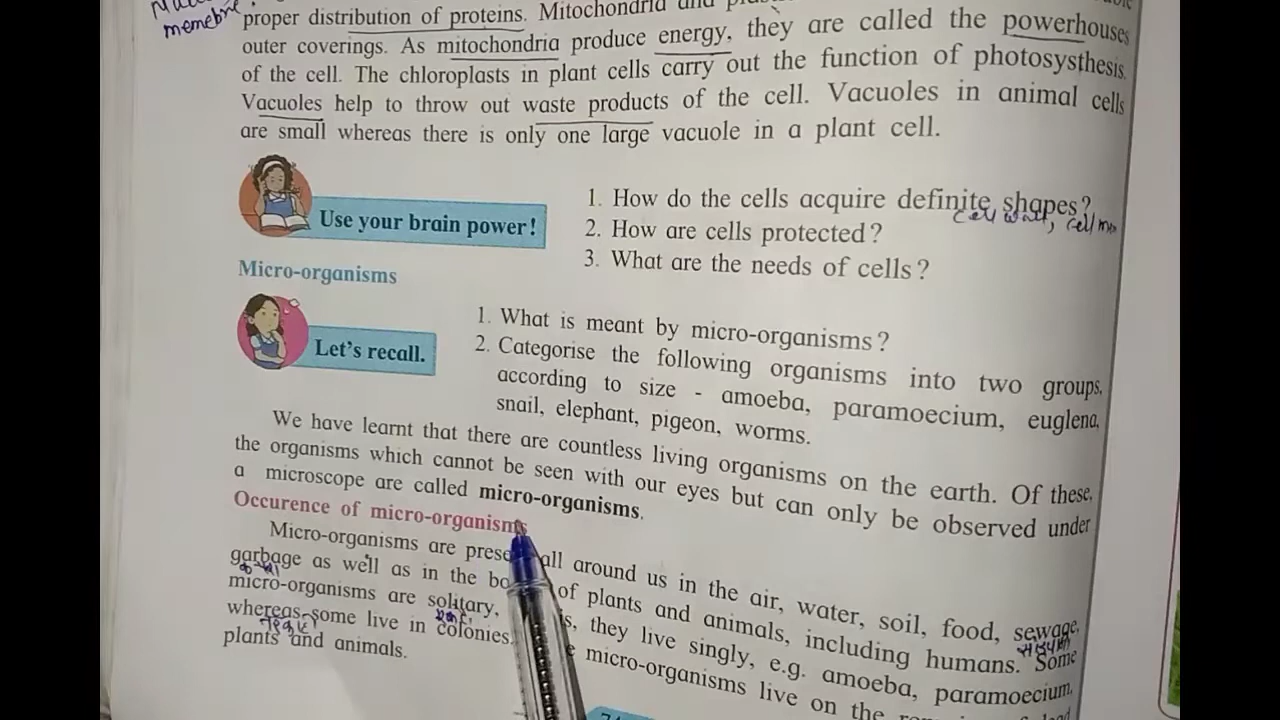 memebre
proper distribution of proteins. Mitochondria and
outer coverings. As mitochondria produce energy, they are called the powerhouses
of the cell. The chloroplasts in plant cells carry out the function of photosysthesis.
Vacuoles help to throw out waste products of the cell. Vacuoles in animal cells
are small whereas there is only one large vacuole in a plant cell.
Use your brain power!
1. How do the cells acquire definite shapes?
cell wall, cell
2. How are cells protected?
3. What are the needs of cells?
Micro-organisms
Let's recall.
1. What is meant by micro-organisms?
2. Categorise the following organisms into two groups,
according to size - amoeba, paramoecium, euglena,
snail, elephant, pigeon, worms.
We have learnt that there are countless living organisms on the earth. Of these,
the organisms which cannot be seen with our eyes but can only be observed under
a microscope are called micro-organisms.
Occurence of micro-organisms
Micro-organisms are all around us in the air, water, soil, food, sewage,
garbage as well as in the of plants and animals, including humans. Some
micro-organisms are solitary, they live singly, e.g. amoeba, paramoecium,
whereas some live in colonies. micro-organisms live on the
plants and animals.